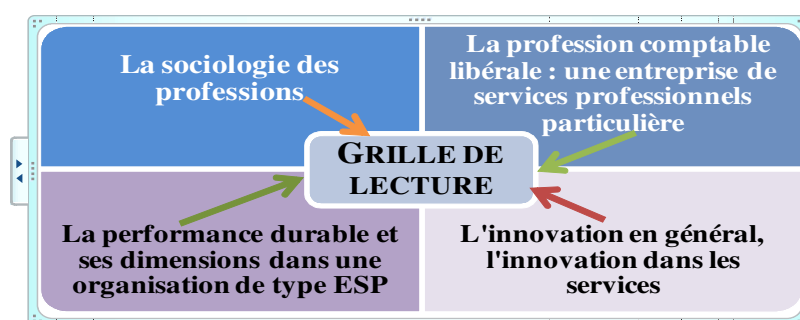 La sociologie des
professions
La profession comptable
libérale : une entreprise de
services professionnels
particulière
GRILLE DE
LECTURE
La performance durable et
ses dimensions dans une
organisation de type ESP
L'innovation en général,
l'innovation dans les
services